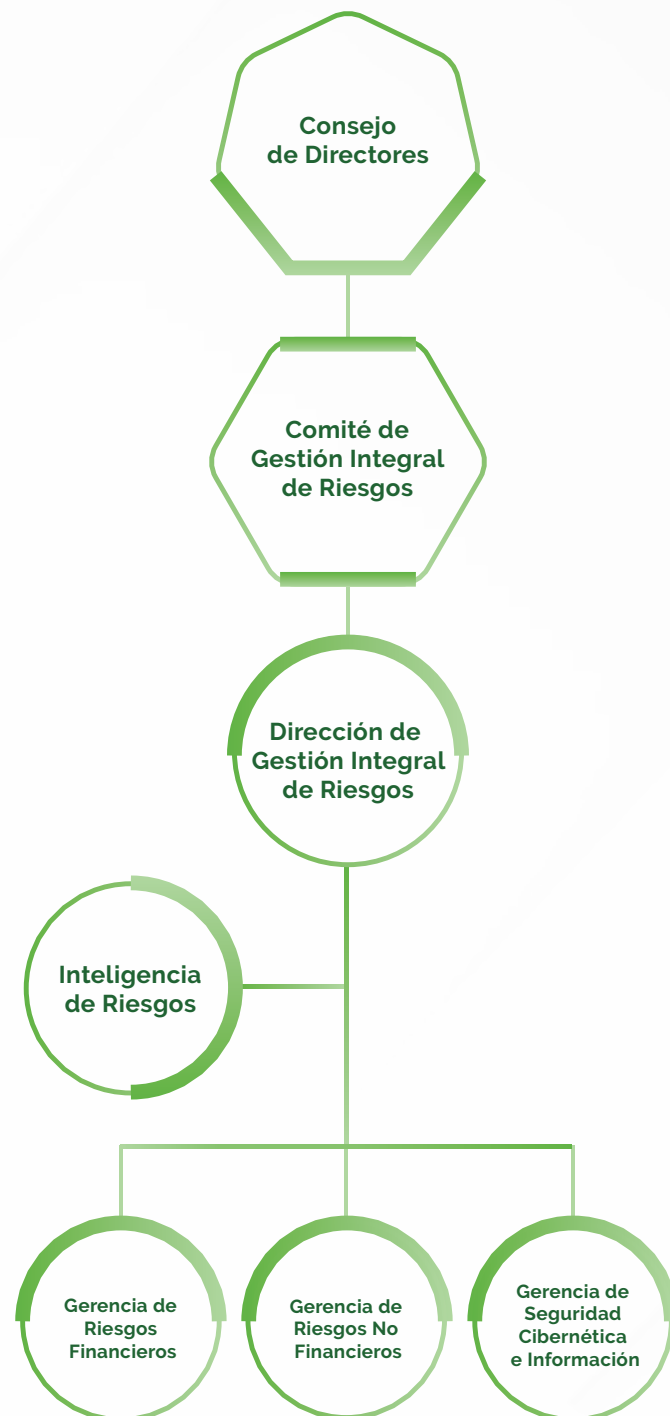 Consejo
de Directores
Comité de
Gestión Integral
de Riesgos
Dirección de
Gestión Integral
de Riesgos
Inteligencia
de Riesgos
Gerencia de
Riesgos
Financieros
Gerencia de
Riesgos No
Financieros
Gerencia de
Seguridad
Cibernética
e Información